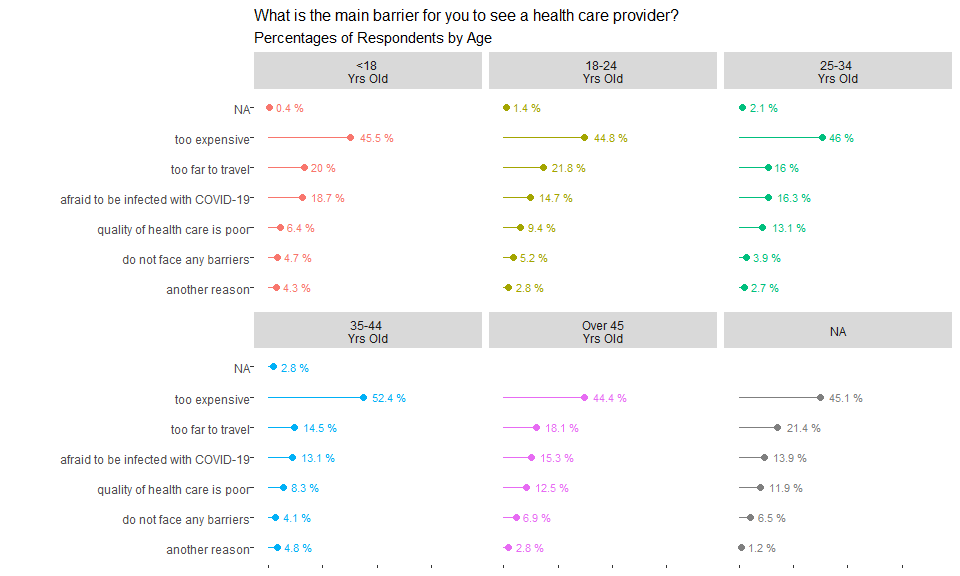 What is the main barrier for you to see a health care provider?
Percentages of Respondents by Age
<18
Yrs Old
18-24
Yrs Old
25-34
Yrs Old
NA 0.4 % 1.4 % 2.1 %
too expensive 45.5 % 44.8 % 46 %
too far to travel 20 % 21.8 % 16 %
afraid to be infected with COVID-19 18.7 % 14.7 % 16.3 %
quality of health care is poor 6.4 % 9.4 % 13.1 %
do not face any barriers 4.7 % 5.2 % 3.9 %
another reason 4.3 % 2.8 % 2.7 %
35-44
Yrs Old
Over 45
Yrs Old
NA
NA 2.8 %
too expensive 52.4 % 44.4 % 45.1 %
too far to travel 14.5 % 18.1 % 21.4 %
afraid to be infected with COVID-19 13.1 % 15.3 % 13.9 %
quality of health care is poor 8.3 % 12.5 % 11.9 %
do not face any barriers 4.1 % 6.9 % 6.5 %
another reason 4.8 % 2.8 % 1.2 %